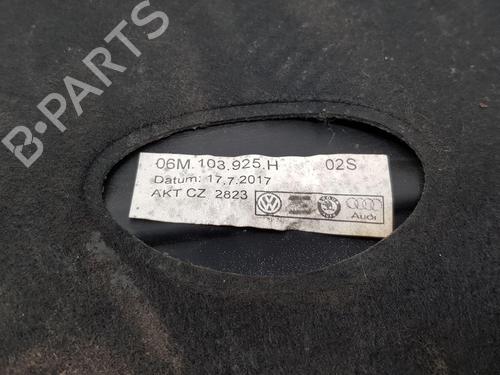 06M.103.925.H 02S
Datum: 17.7.2017
AKT CZ 2823
Audi
B-PARTS